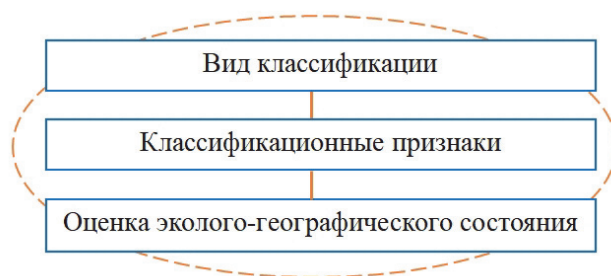 Вид классификации
Классификационные признаки
Оценка эколого-географического состояния